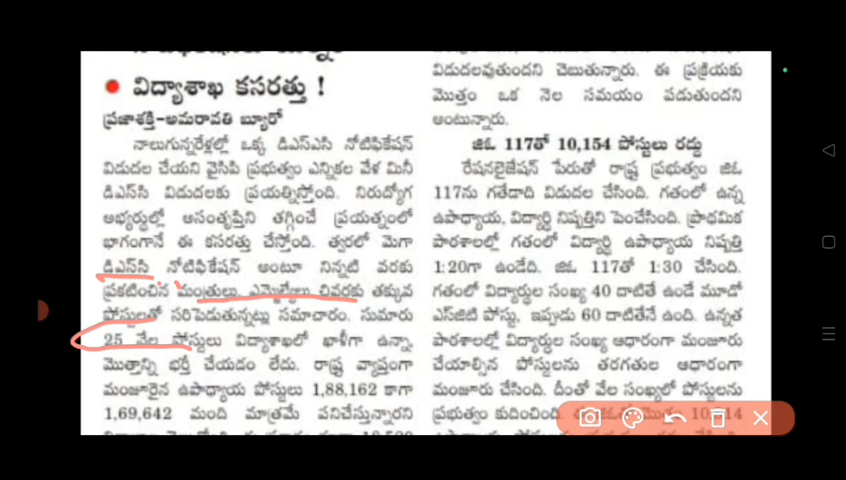 విద్యాశాఖ కసరత్తు !
ప్రజాశక్తి-అమరావతి బ్యూరో
నాలుగున్నరేళ్లల్లో ఒక్క డిఎస్ఎసి నోటిఫికేషన్
విడుదల చేయని వైసిపి ప్రభుత్వం ఎన్నికల వేళ మినీ
డిఎస్‌సి విడుదలకు ప్రయత్నిస్తోంది. నిరుద్యోగ
అభ్యర్థుల్లో అసంతృప్తిని తగ్గించే ప్రయత్నంలో
భాగంగానే ఈ కసరత్తు చేస్తోంది. త్వరలో మెగా
డిఎస్‌సి నోటిఫికేషన్ అంటూ నిన్నటి వరకు
ప్రకటించిన మంత్రులు, ఎమ్మెల్యేలు చివరకు తక్కువ
పోస్టులతో సరిపెడుతున్నట్లు సమాచారం. సుమారు
25 వేల పోస్టులు విద్యాశాఖలో ఖాళీగా ఉన్నా,
మొత్తాన్ని భర్తీ చేయడం లేదు. రాష్ట్ర వ్యాప్తంగా
మంజూరైన ఉపాధ్యాయ పోస్టులు 1,88,162 కాగా
1,69,642 మంది మాత్రమే పనిచేస్తున్నారని
విడుదలవుతుందని చెబుతున్నారు. ఈ ప్రక్రియకు
మొత్తం ఒక నెల సమయం పడుతుందని
అంటున్నారు.
జిఓ 117తో 10,154 పోస్టులు రద్దు
రేషనలైజేషన్ పేరుతో రాష్ట్ర ప్రభుత్వం జిఓ
117ను గతేడాది విడుదల చేసింది. గతంలో ఉన్న
ఉపాధ్యాయ, విద్యార్థి నిష్పత్తిని పెంచేసింది. ప్రాథమిక
పాఠశాలల్లో గతంలో విద్యార్థి ఉపాధ్యాయ నిష్పత్తి
1:20గా ఉండేది. జిఓ 117తో 1:30 చేసింది.
గతంలో విద్యార్థుల సంఖ్య 40 దాటితే ఉండే మూడో
ఎస్‌జిటి పోస్టు, ఇప్పుడు 60 దాటితేనే ఉంది. ఉన్నత
పాఠశాలల్లో విద్యార్థుల సంఖ్య ఆధారంగా మంజూరు
చేయాల్సిన పోస్టులను తరగతుల ఆధారంగా
మంజూరు చేసింది. దీంతో వేల సంఖ్యలో పోస్టులను
ప్రభుత్వం కుదించింది.